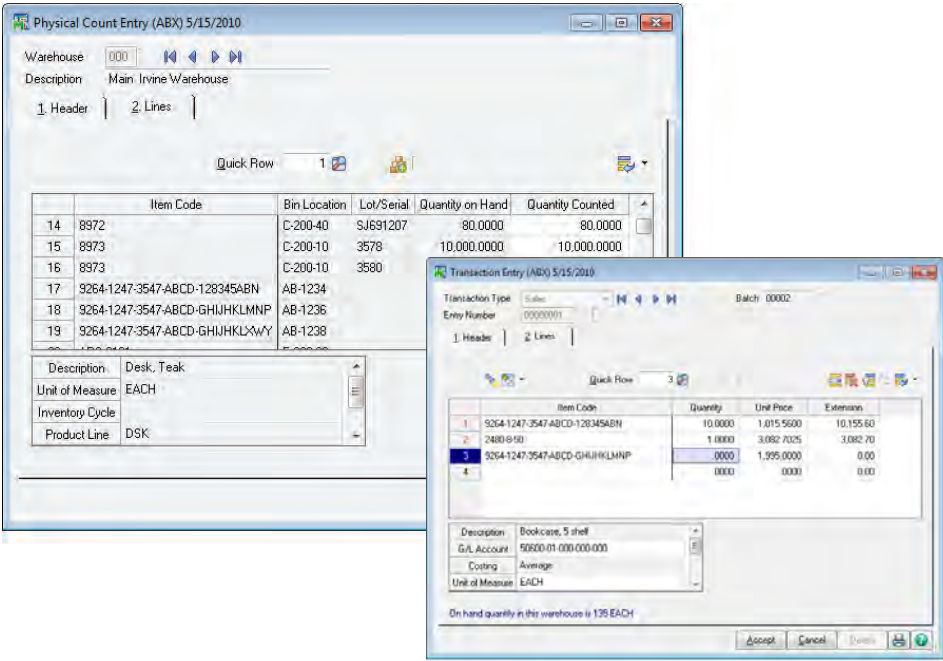 Physical Count Entry (ABX) 5/15/2010
Warehouse 000
Description Main Irvine Warehouse
1. Header 2. Lines
Quick Row 1
Item Code Bin Location Lot/Serial Quantity on Hand Quantity Counted
14 8972 C-200-40 SJ691207 80.0000 80.0000
15 8973 C-200-10 3578 10,000.0000 10,000.0000
16 8973 C-200-10 3580
17 9264-1247-3547-ABCD-128345ABN AB-1234
18 9264-1247-3547-ABCD-GHIJHKLMNP AB-1236
19 9264-1247-3547-ABCD-GHIJHKLXWY AB-1238
Description Desk, Teak
Unit of Measure EACH
Inventory Cycle
Product Line DSK
Transaction Entry (ABX) 5/15/2010
Transaction Type Sales Batch 00002
Entry Number 00000001
1. Header 2. Lines
Quick Row 3
Item Code Quantity Unit Price Extension
1 9264-1247-3547-ABCD-128345ABN 10.0000 1,015.5600 10,155.60
2 2480-8-50 1.0000 3,082.7025 3,082.70
3 9264-1247-3547-ABCD-GHIJHKLMNP .0000 1,995.0000 0.00
4 .0000 .0000 0.00
Description Bookcase, 5 shelf
G/L Account 50600-01-000-000-000
Costing Average
Unit of Measure EACH
On hand quantity in this warehouse is 135 EACH
Accept Cancel Delete